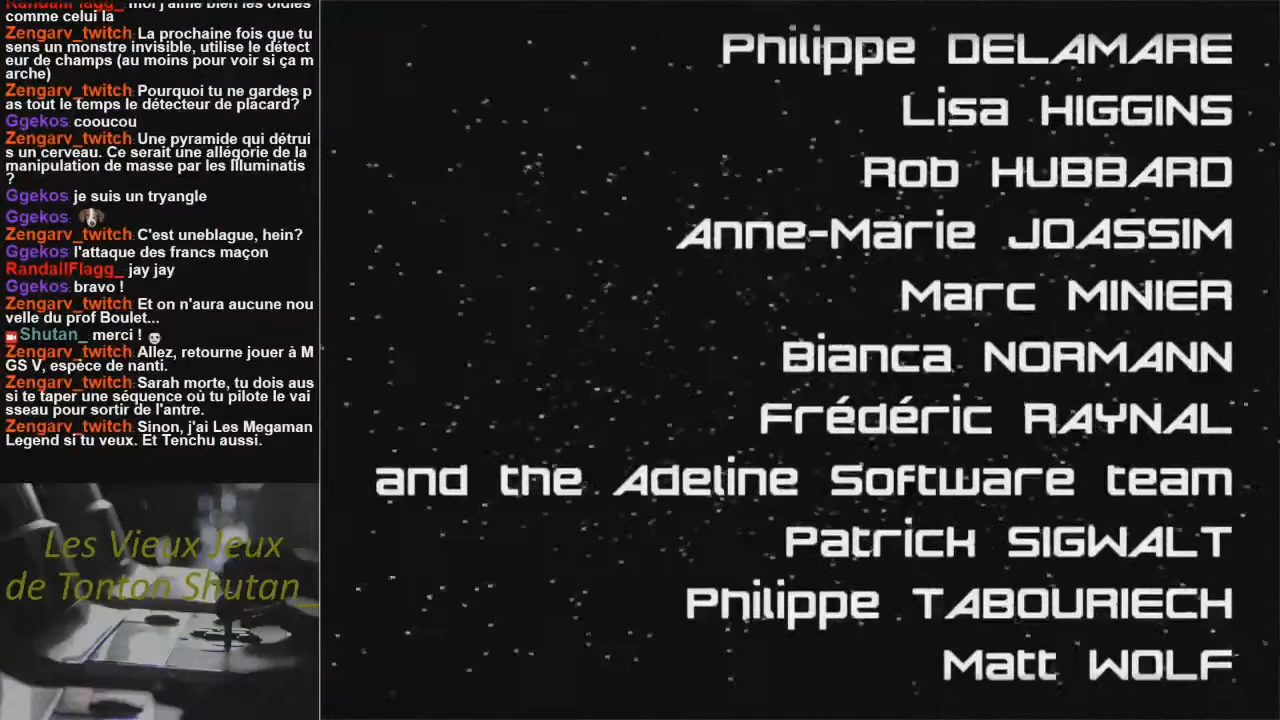 RandallFlagg_ moi j'aime bien les oldies
comme celui la
Zengarv_twitch: La prochaine fois que tu
sens un monstre invisible, utilise le détect
eur de champs (au moins pour voir si ça m
arche)
Zengarv_twitch: Pourquoi tu ne gardes p
as tout le temps le détecteur de placard?
Ggekos: cooucou
Zengarv_twitch: Une pyramide qui détrui
s un cerveau. Ce serait une allégorie de la
manipulation de masse par les Illuminatis
?
Ggekos: je suis un tryangle
Ggekos:
Zengarv_twitch: C'est uneblague, hein?
Ggekos: l'attaque des francs maçon
RandallFlagg_: jay jay
Ggekos: bravo !
Zengarv_twitch: Et on n'aura aucune nou
velle du prof Boulet...
Shutan_: merci !
Zengarv_twitch: Allez, retourne jouer à M
GS V, espèce de nanti.
Zengarv_twitch: Sarah morte, tu dois aus
si te taper une séquence où tu pilote le vai
sseau pour sortir de l'antre.
Zengarv_twitch: Sinon, j'ai Les Megaman
Legend si tu veux. Et Tenchu aussi.
Les Vieux Jeux
de Tonton Shutan_
Philippe DELAMARE
Lisa HIGGINS
Rob HUBBARD
Anne-Marie JOASSIM
Marc MINIER
Bianca NORMANN
Frédéric RAYNAL
and the Adeline Software team
Patrick SIGWALT
Philippe TABOURIECH
Matt WOLF